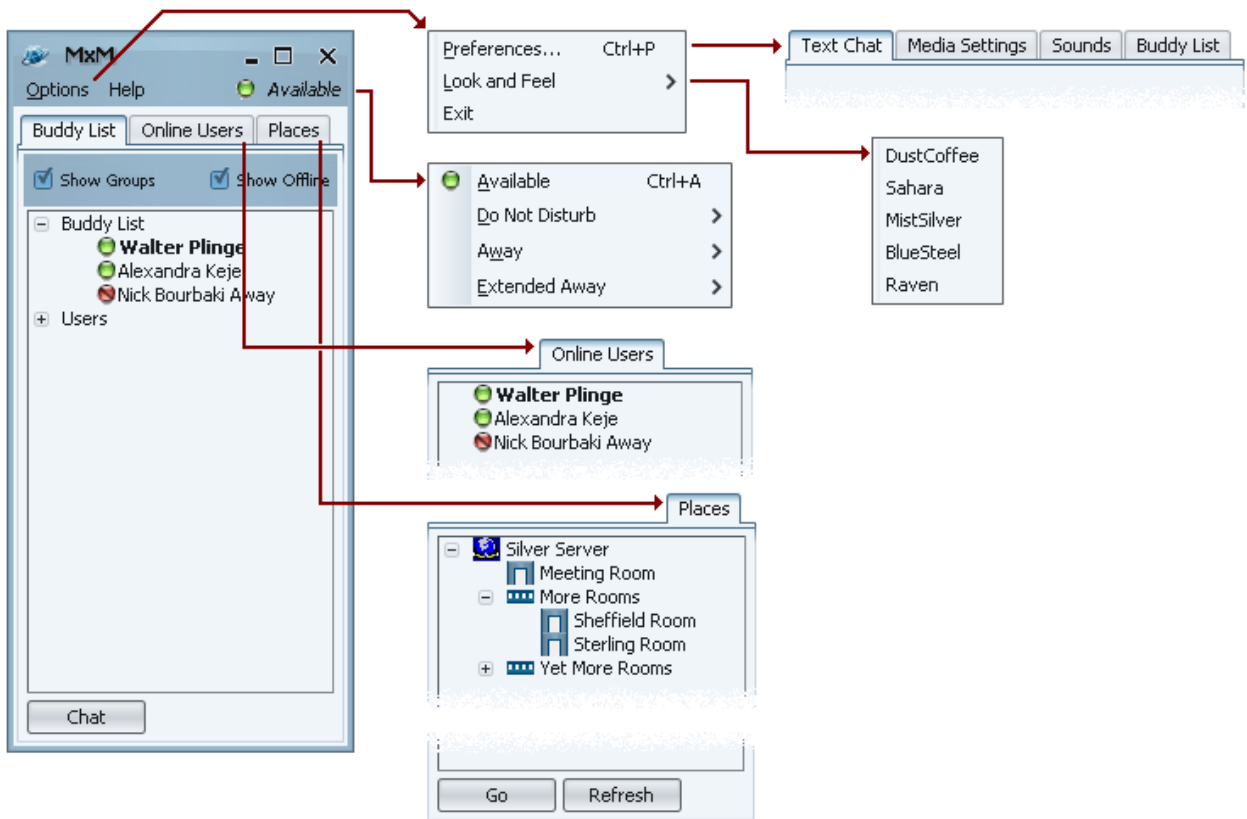 MxM
Options Help Available
Buddy List Online Users Places
Show Groups Show Offline
Buddy List
Walter Plinge
Alexandra Keje
Nick Bourbaki Away
Users
Chat
Preferences... Ctrl+P
Look and Feel
Exit
Text Chat Media Settings Sounds Buddy List
DustCoffee
Sahara
MistSilver
BlueSteel
Raven
Available Ctrl+A
Do Not Disturb
Away
Extended Away
Online Users
Walter Plinge
Alexandra Keje
Nick Bourbaki Away
Places
Silver Server
Meeting Room
More Rooms
Sheffield Room
Sterling Room
Yet More Rooms
Go Refresh